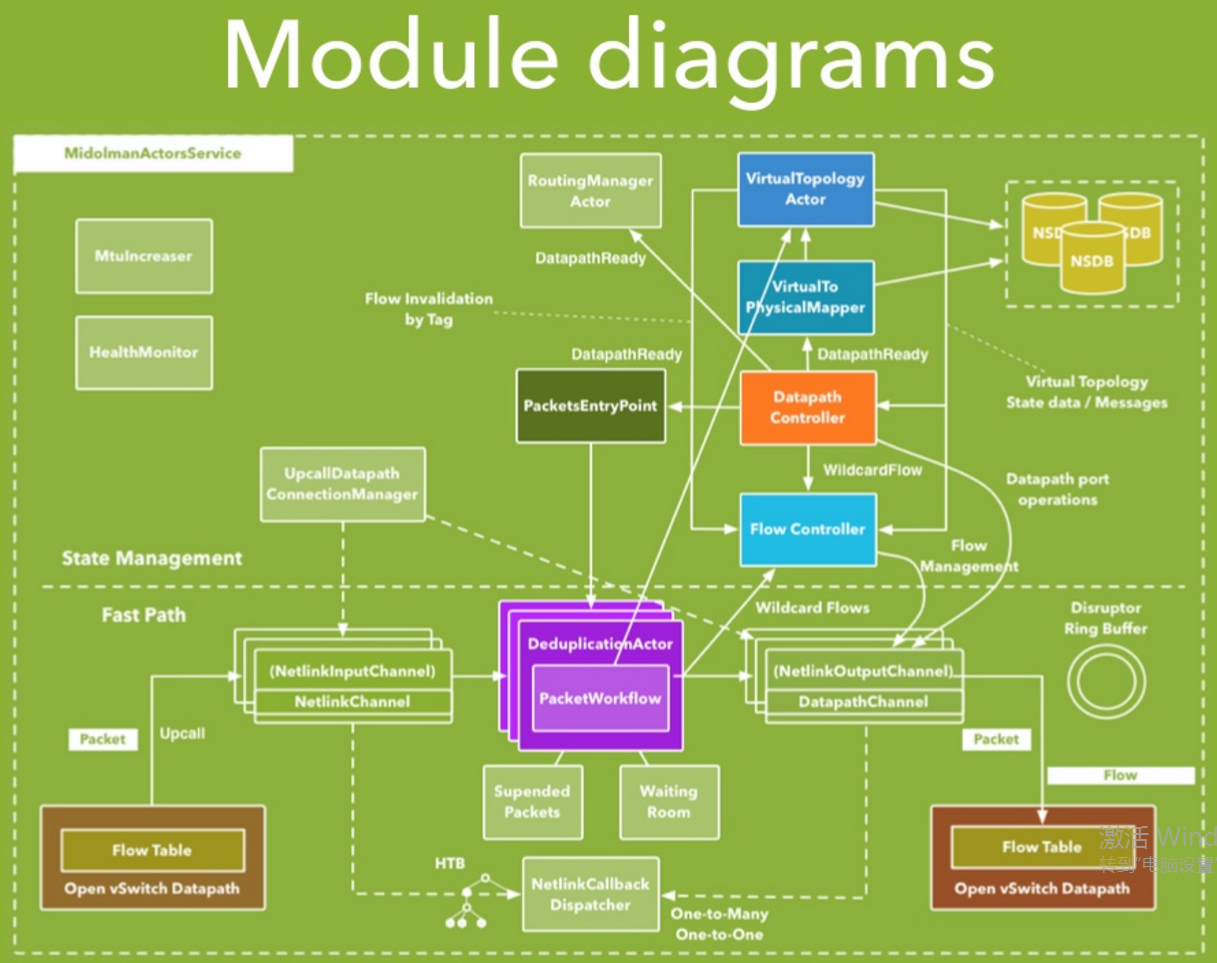 Module diagrams
MidolmanActorsService
RoutingManager
Actor
VirtualTopology
Actor
NSDB
MtuIncreaser
DatapathReady
VirtualTo
PhysicalMapper
Flow Invalidation
by Tag
HealthMonitor
DatapathReady
DatapathReady
Virtual Topology
State data / Messages
PacketsEntryPoint
Datapath
Controller
UpcallDatapath
ConnectionManager
WildcardFlow
Datapath port
operations
Flow Controller
Flow
Management
State Management
Fast Path
Wildcard Flows
Disruptor
Ring Buffer
(NetlinkInputChannel)
NetlinkChannel
DeduplicationActor
PacketWorkflow
(NetlinkOutputChannel)
DatapathChannel
Packet
Upcall
Packet
Flow
Supended
Packets
Waiting
Room
Flow Table
Open vSwitch Datapath
HTB
NetlinkCallback
Dispatcher
One-to-Many
One-to-One
Flow Table
Open vSwitch Datapath
激活 Wind
转到"电脑设置